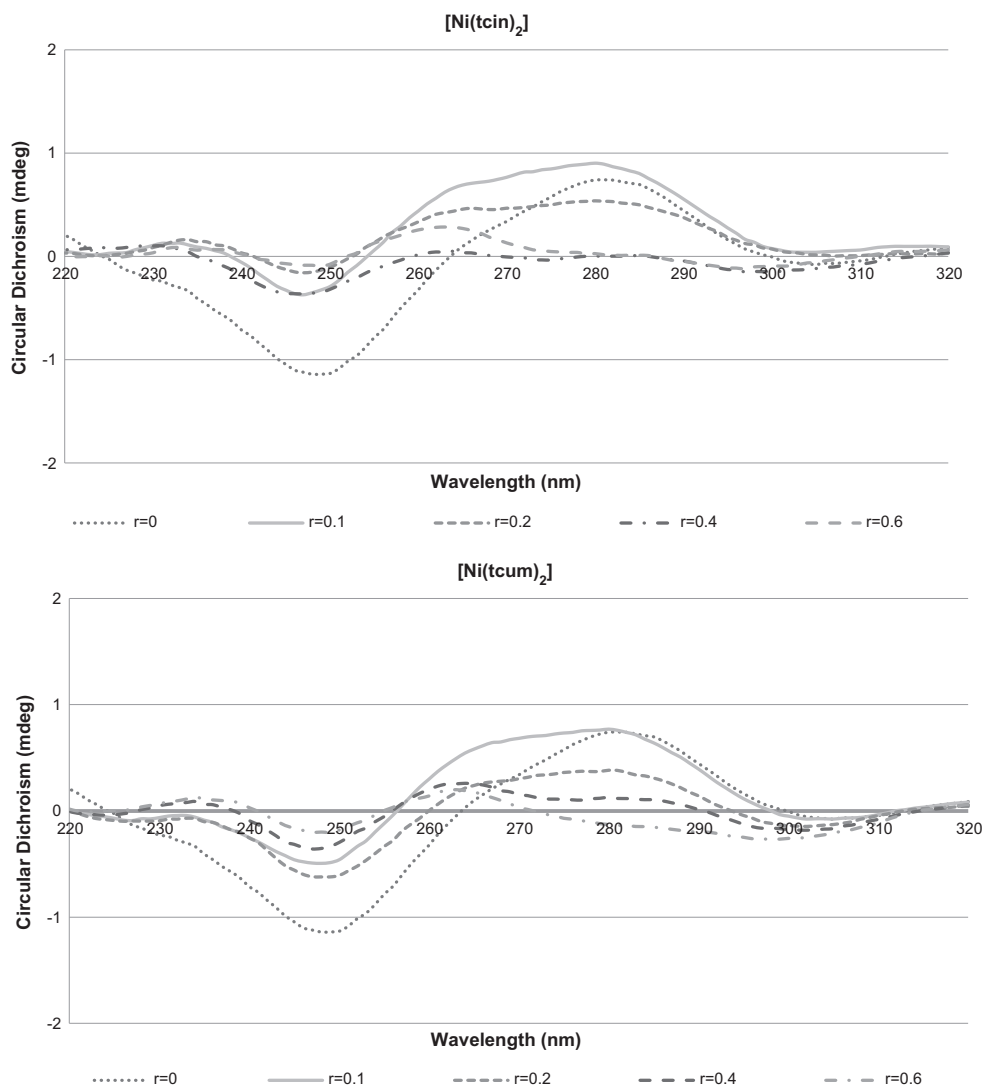 [Ni(tcin)2]
2
1
0
-1
-2
220 230 240 250 260 270 280 290 300 310 320
Circular Dichroism (mdeg)
Wavelength (nm)
r=0 r=0.1 r=0.2 r=0.4 r=0.6
[Ni(tcum)2]
2
1
0
-1
-2
220 230 240 250 260 270 280 290 300 310 320
Circular Dichroism (mdeg)
Wavelength (nm)
r=0 r=0.1 r=0.2 r=0.4 r=0.6